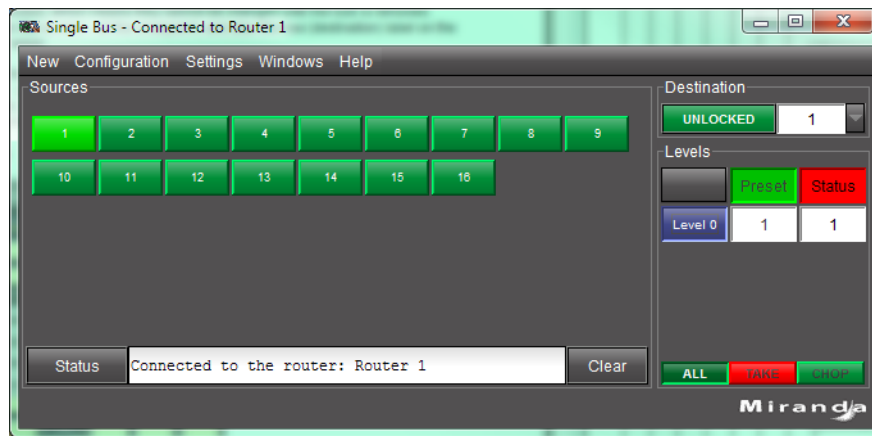 Single Bus - Connected to Router 1
New Configuration Settings Windows Help
Sources
1 2 3 4 5 6 7 8 9
10 11 12 13 14 15 16
Destination
UNLOCKED 1
Levels
Preset Status
Level 0 1 1
Status Connected to the router: Router 1 Clear
ALL TAKE CHOP
Miranda